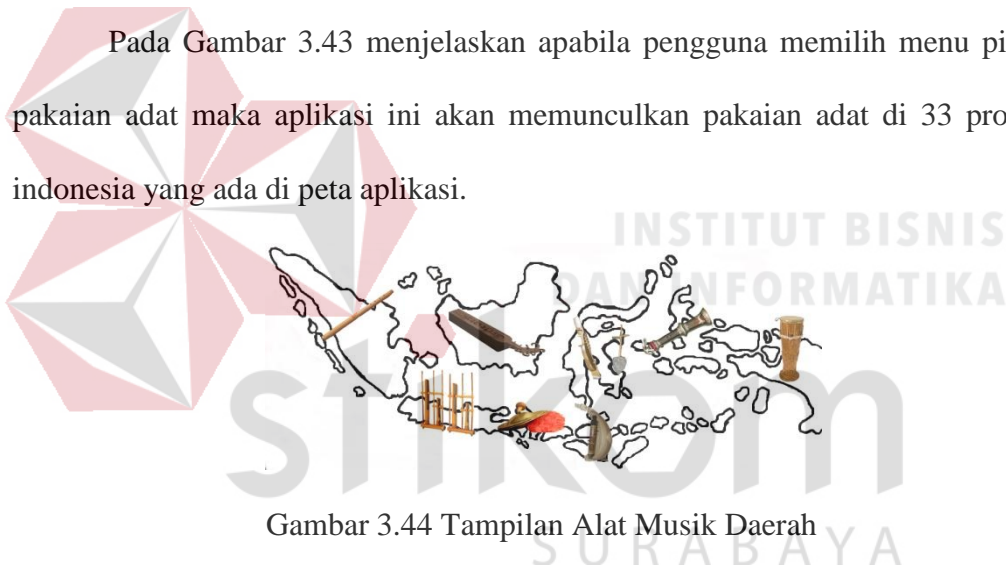 Pada Gambar 3.43 menjelaskan apabila pengguna memilih menu pi
pakaian adat maka aplikasi ini akan memunculkan pakaian adat di 33 pro
indonesia yang ada di peta aplikasi.
INSTITUT BISNIS
DAN INFORMATIKA
stikom
Gambar 3.44 Tampilan Alat Musik Daerah
SURABAYA